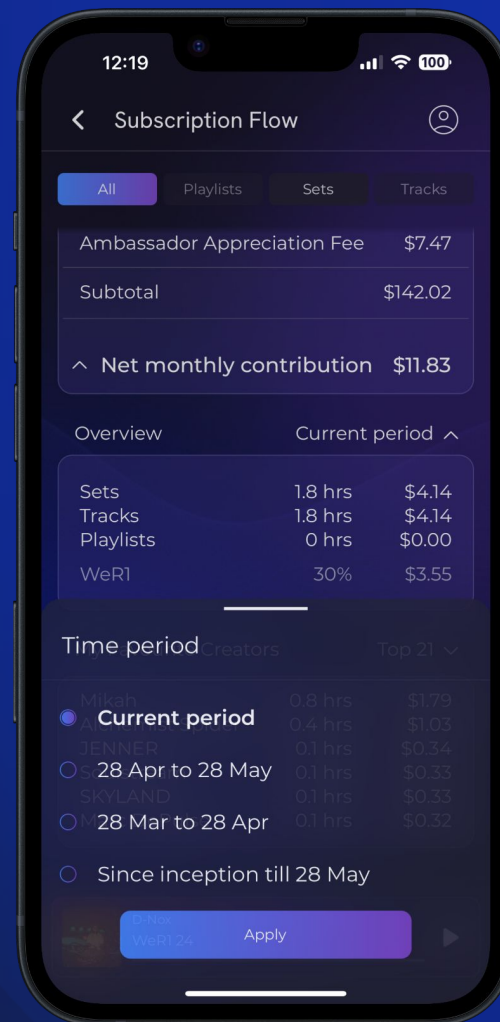 12:19
100
Subscription Flow
All Playlists Sets Tracks
Ambassador Appreciation Fee $7.47
Subtotal $142.02
Net monthly contribution $11.83
Overview Current period
Sets 1.8 hrs $4.14
Tracks 1.8 hrs $4.14
Playlists 0 hrs $0.00
WeR1 30% $3.55
Time period
Creators Top 21
Mikah 0.8 hrs $1.79
Current period
0.4 hrs $1.03
JENNER 0.1 hrs $0.34
28 Apr to 28 May
0.1 hrs $0.33
SKYLAND 0.1 hrs $0.33
28 Mar to 28 Apr
0.1 hrs $0.32
Since inception till 28 May
D-Nox
WeR1 24
Apply